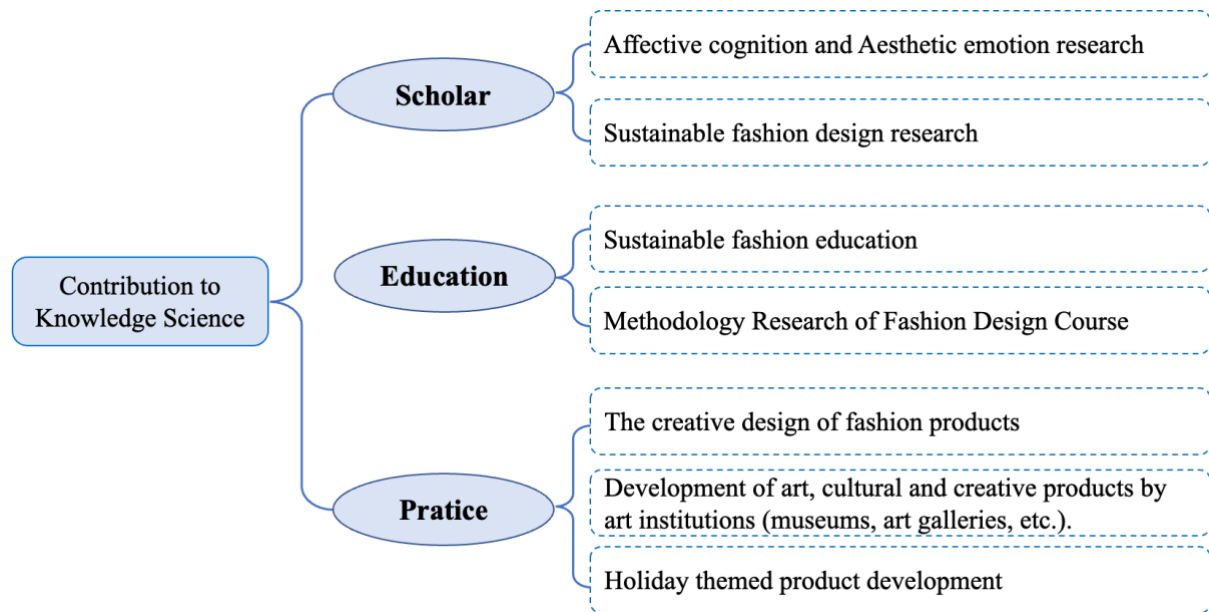 Contribution to
Knowledge Science
Scholar
Affective cognition and Aesthetic emotion research
Sustainable fashion design research
Education
Sustainable fashion education
Methodology Research of Fashion Design Course
Pratice
The creative design of fashion products
Development of art, cultural and creative products by
art institutions (museums, art galleries, etc.).
Holiday themed product development